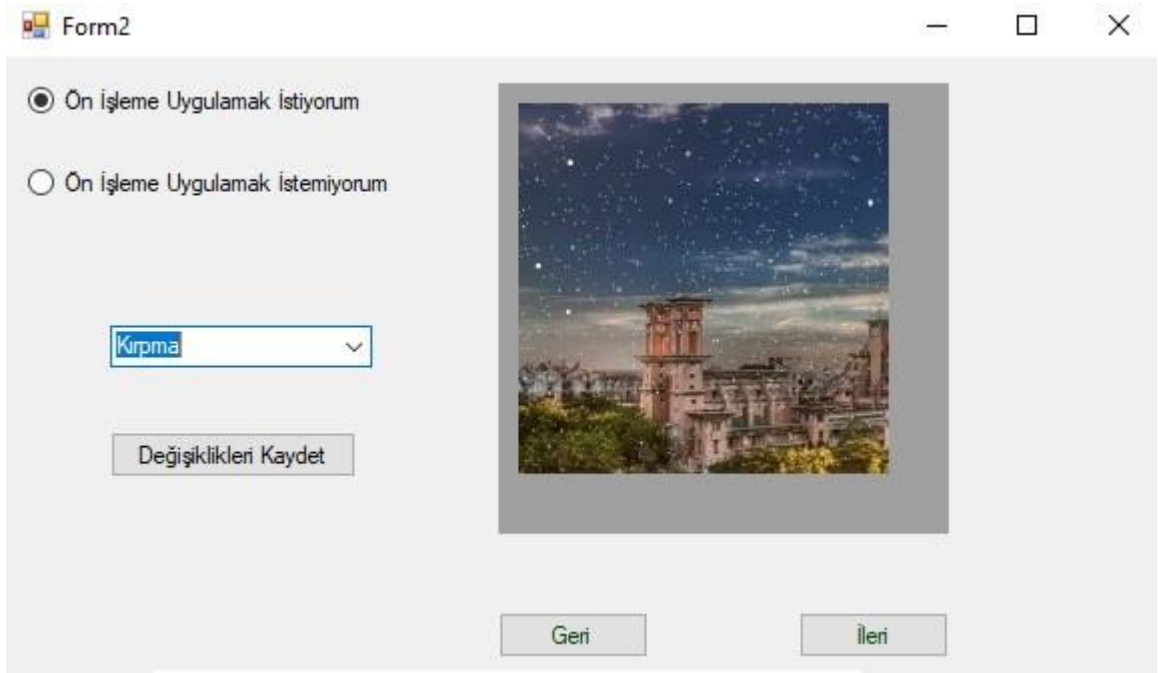 Form2
Ön İşleme Uygulamak İstiyorum
Ön İşleme Uygulamak İstemiyorum
Kırpma
Değişiklikleri Kaydet
Geri
İleri